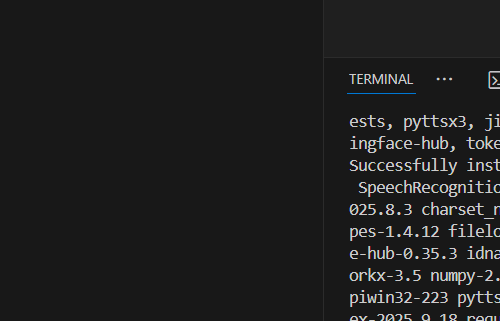 TERMINAL ...
ests, pyttsx3, ji
ingface-hub, toke
Successfully inst
SpeechRecognitio
025.8.3 charset_n
pes-1.4.12 filelo
e-hub-0.35.3 idna
orkx-3.5 numpy-2.
piwin32-223 pytts
ex-2025.9.18 requ